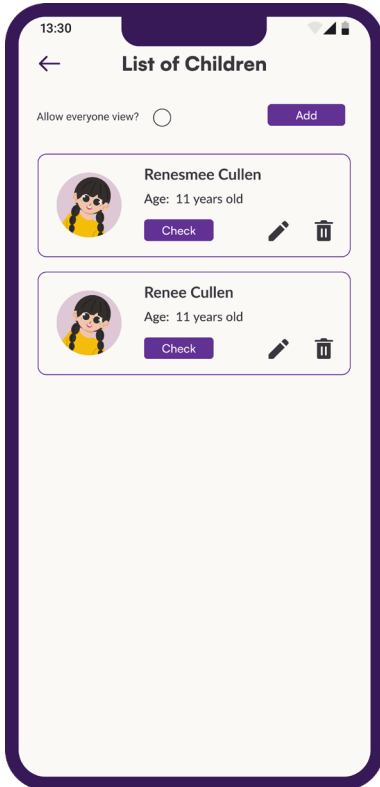 13:30
List of Children
Allow everyone view?
Add
Renesmee Cullen
Age: 11 years old
Check
Renee Cullen
Age: 11 years old
Check